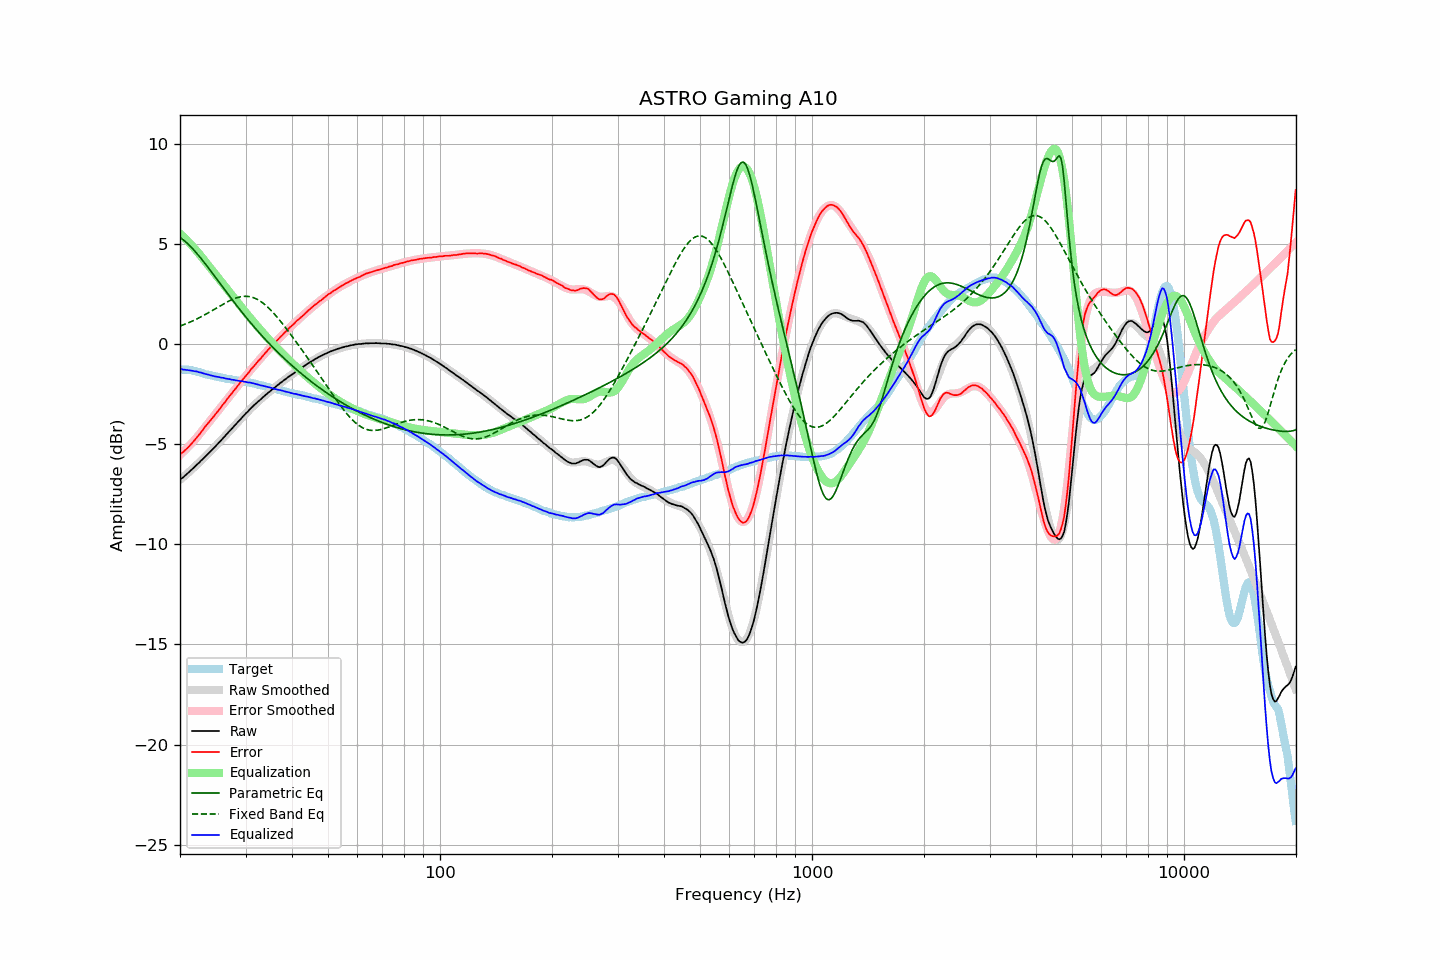 ASTRO Gaming A10
10
5
0
−5
−10
−15
−20
−25
Amplitude (dBr)
Target
Raw Smoothed
Error Smoothed
Raw
Error
Equalization
Parametric Eq
Fixed Band Eq
Equalized
100
1000
10000
Frequency (Hz)